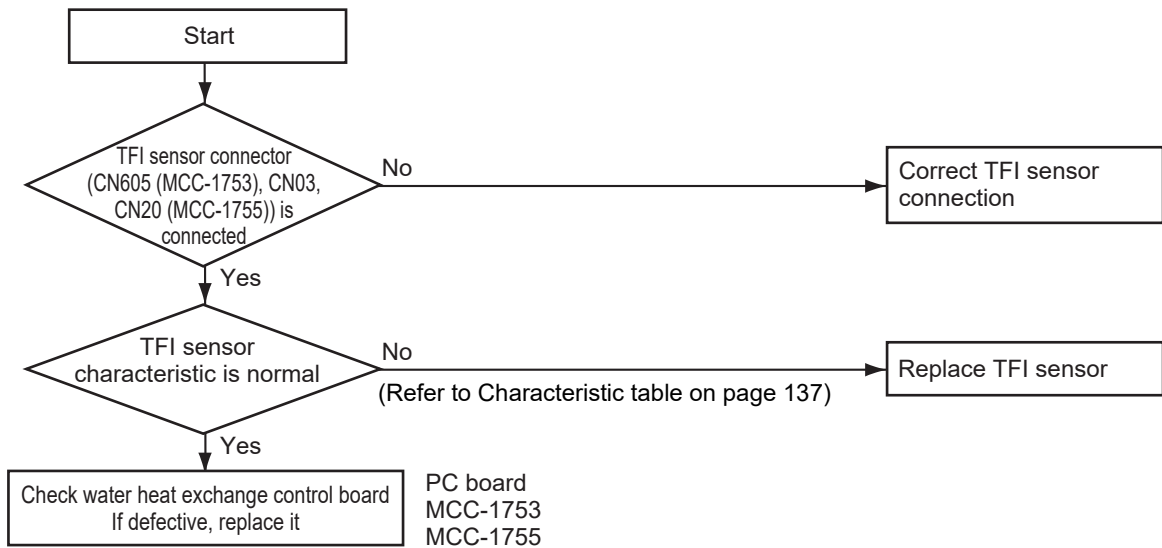 Start
TFI sensor connector
(CN605 (MCC-1753), CN03,
CN20 (MCC-1755)) is
connected
No
Correct TFI sensor
connection
Yes
TFI sensor
characteristic is normal
No
(Refer to Characteristic table on page 137)
Replace TFI sensor
Yes
Check water heat exchange control board
If defective, replace it
PC board
MCC-1753
MCC-1755